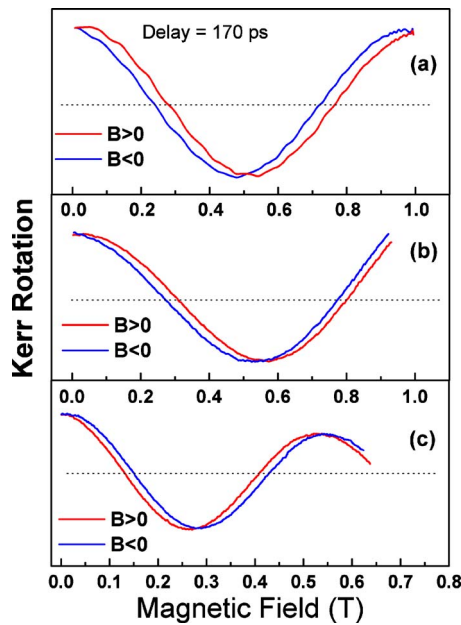 Delay = 170 ps
(a)
B>0
B<0
0.0 0.2 0.4 0.6 0.8 1.0
(b)
B>0
B<0
0.0 0.2 0.4 0.6 0.8 1.0
(c)
B>0
B<0
0.0 0.1 0.2 0.3 0.4 0.5 0.6 0.7 0.8
Magnetic Field (T)
Kerr Rotation